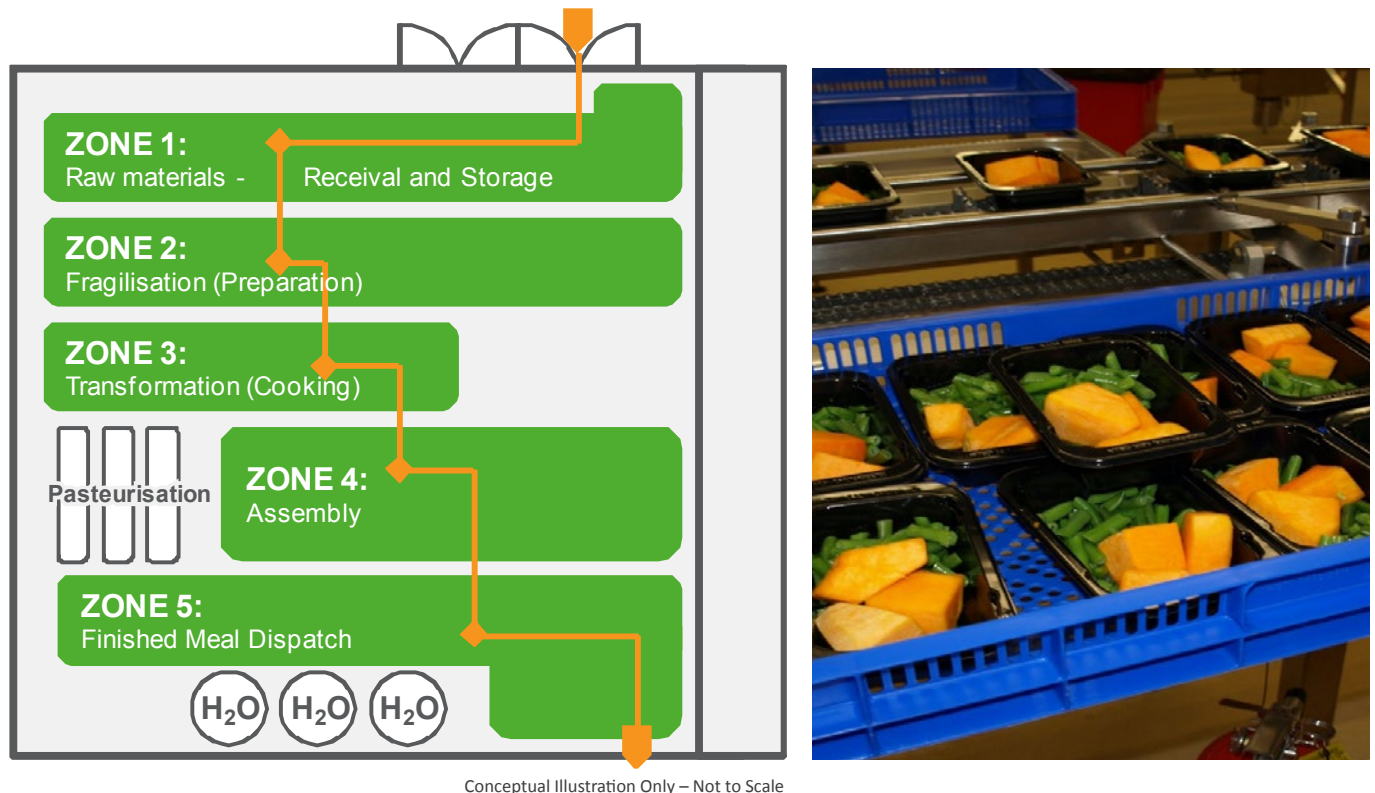 ZONE 1:
Raw materials - Receival and Storage
ZONE 2:
Fragilisation (Preparation)
ZONE 3:
Transformation (Cooking)
Pasteurisation
ZONE 4:
Assembly
ZONE 5:
Finished Meal Dispatch
H₂O H₂O H₂O
Conceptual Illustration Only – Not to Scale